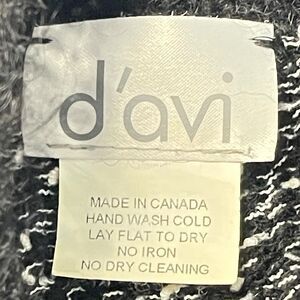 d'avi
MADE IN CANADA
HAND WASH COLD
LAY FLAT TO DRY
NO IRON
NO DRY CLEANING